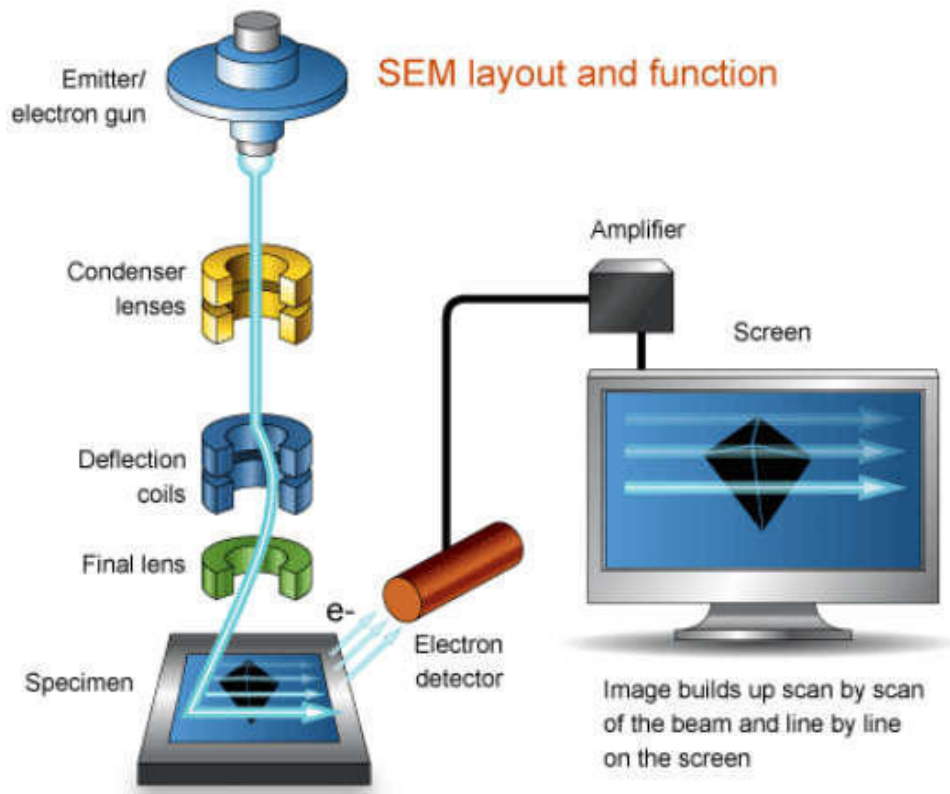 SEM layout and function
Emitter/
electron gun
Condenser
lenses
Deflection
coils
Final lens
Specimen
e-
Electron
detector
Amplifier
Screen
Image builds up scan by scan
of the beam and line by line
on the screen